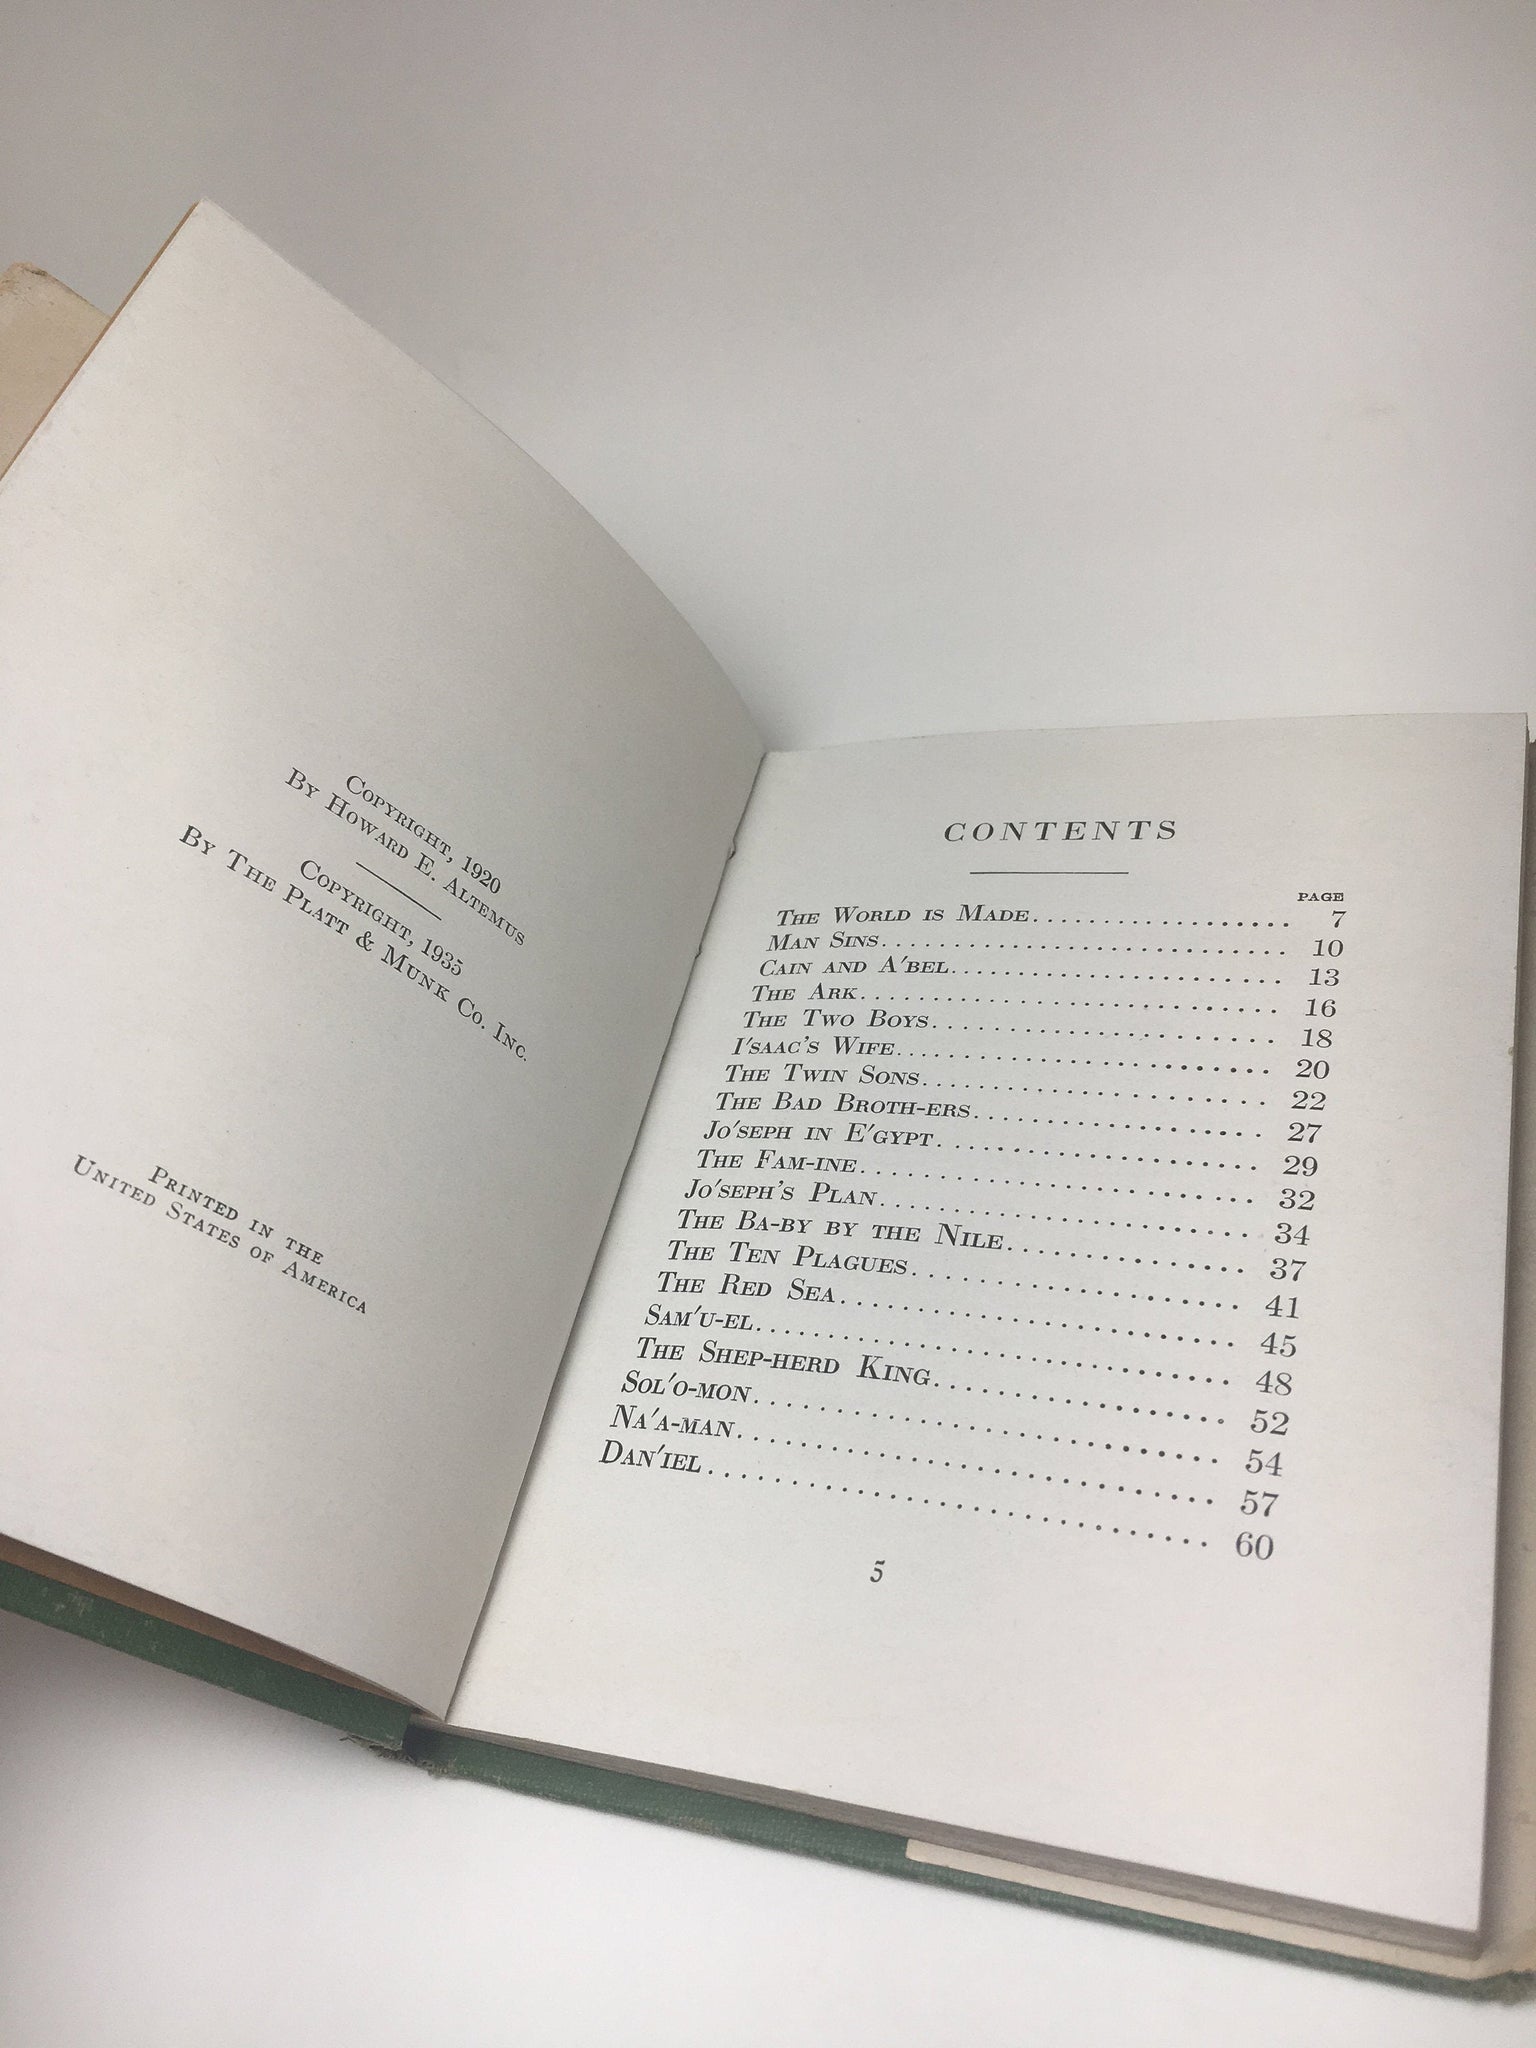 Copyright, 1920
By Howard E. Altemus
Copyright, 1935
By The Platt & Munk Co. Inc.
Printed in the
United States of America
CONTENTS
PAGE
The World is Made.................... 7
Man Sins............................. 10
Cain and A'bel....................... 13
The Ark.............................. 16
The Two Boys......................... 18
I'saac's Wife........................ 20
The Twin Sons........................ 22
The Bad Broth-ers.................... 27
Jo'seph in E'gypt.................... 29
The Fam-ine.......................... 32
Jo'seph's Plan....................... 34
The Ba-by by the Nile................ 37
The Ten Plagues...................... 41
The Red Sea.......................... 45
Sam'u-el............................. 48
The Shep-herd King................... 52
Sol'o-mon............................ 54
Na'a-man............................. 57
Dan'iel.............................. 60
5